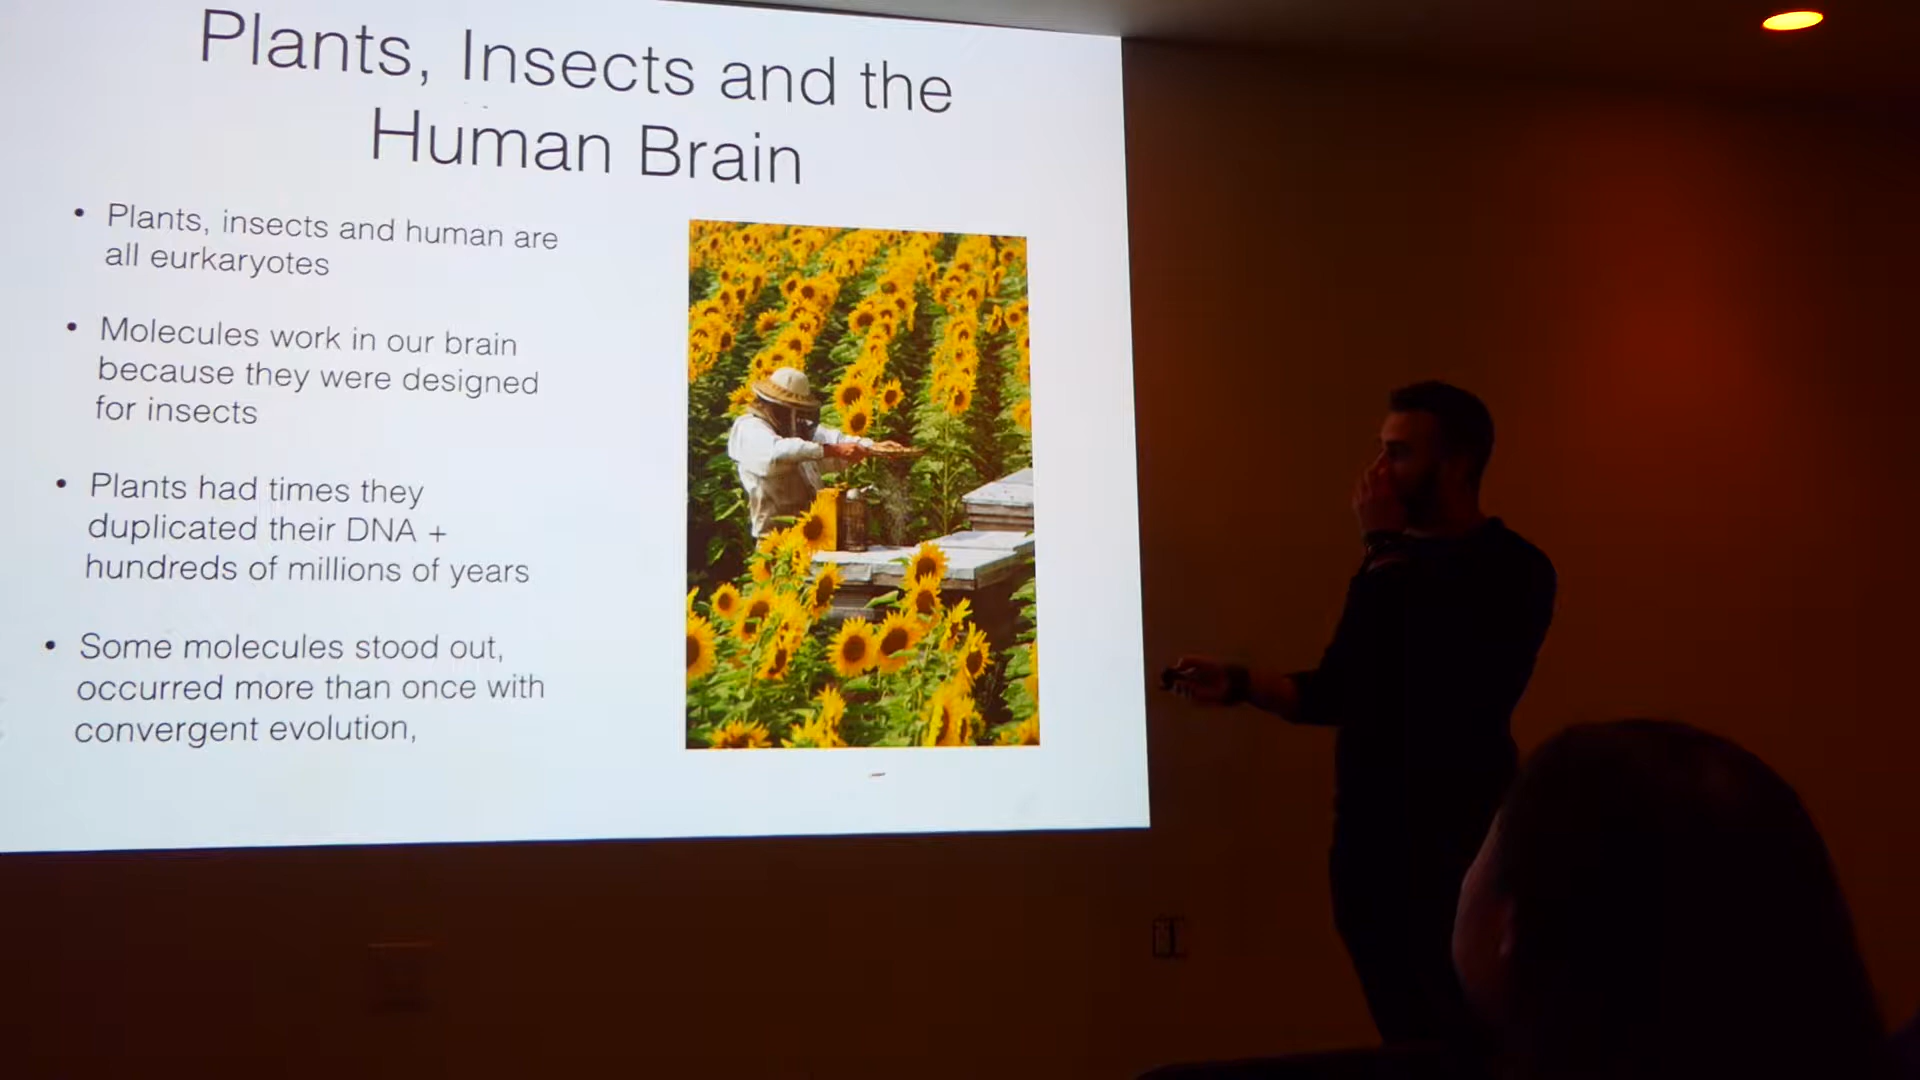 Plants, Insects and the
Human Brain
• Plants, insects and human are
all eurkaryotes
• Molecules work in our brain
because they were designed
for insects
• Plants had times they
duplicated their DNA +
hundreds of millions of years
• Some molecules stood out,
occurred more than once with
convergent evolution,